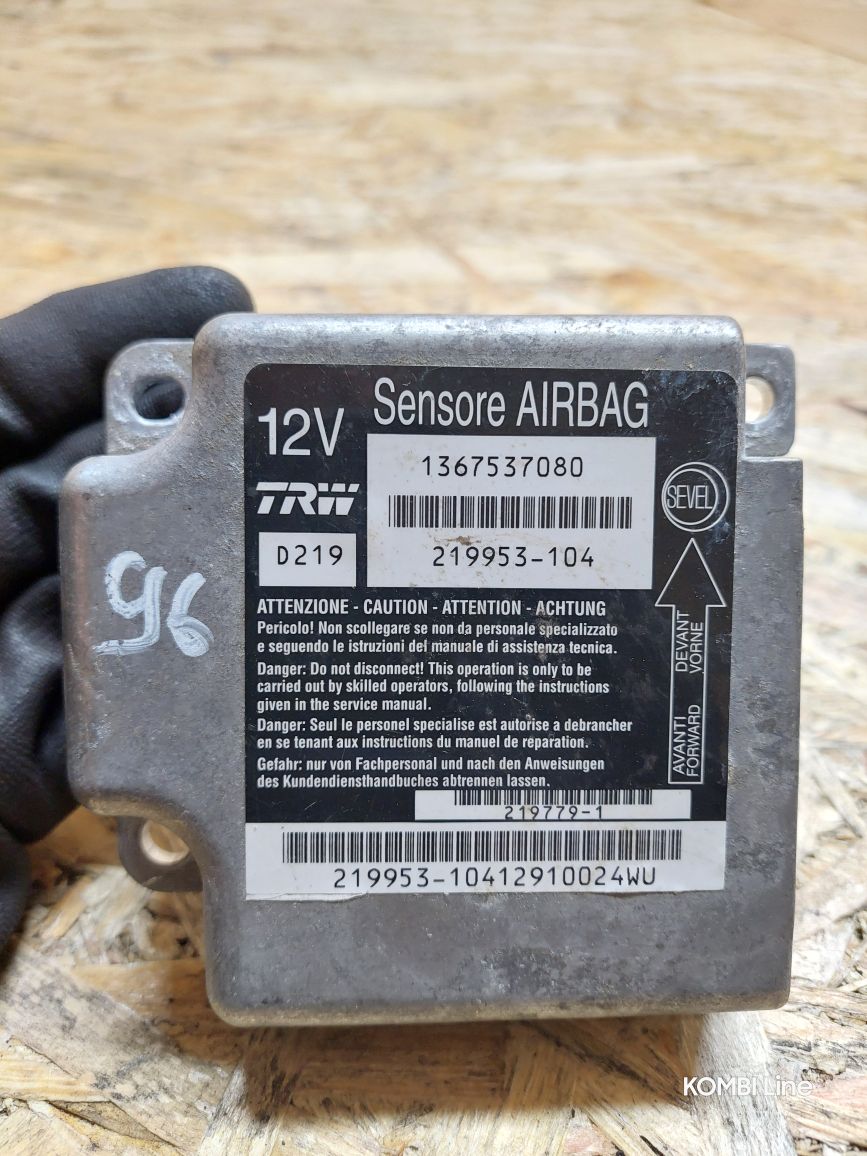 12V
Sensore AIRBAG
TRW
D219
1367537080
219953-104
SEVEL
ATTENZIONE - CAUTION - ATTENTION - ACHTUNG
Pericolo! Non scollegare se non da personale specializzato
e seguendo le istruzioni del manuale di assistenza tecnica.
Danger: Do not disconnect! This operation is only to be
carried out by skilled operators, following the instructions
given in the service manual.
Danger: Seul le personel specialise est autorise a debrancher
en se tenant aux instructions du manuel de reparation.
Gefahr: nur von Fachpersonal und nach den Anweisungen
des Kundendiensthandbuches abtrennen lassen.
AVANTI DEVANT
FORWARD VORNE
219779-1
219953-10412910024WU
96
KOMBI Line